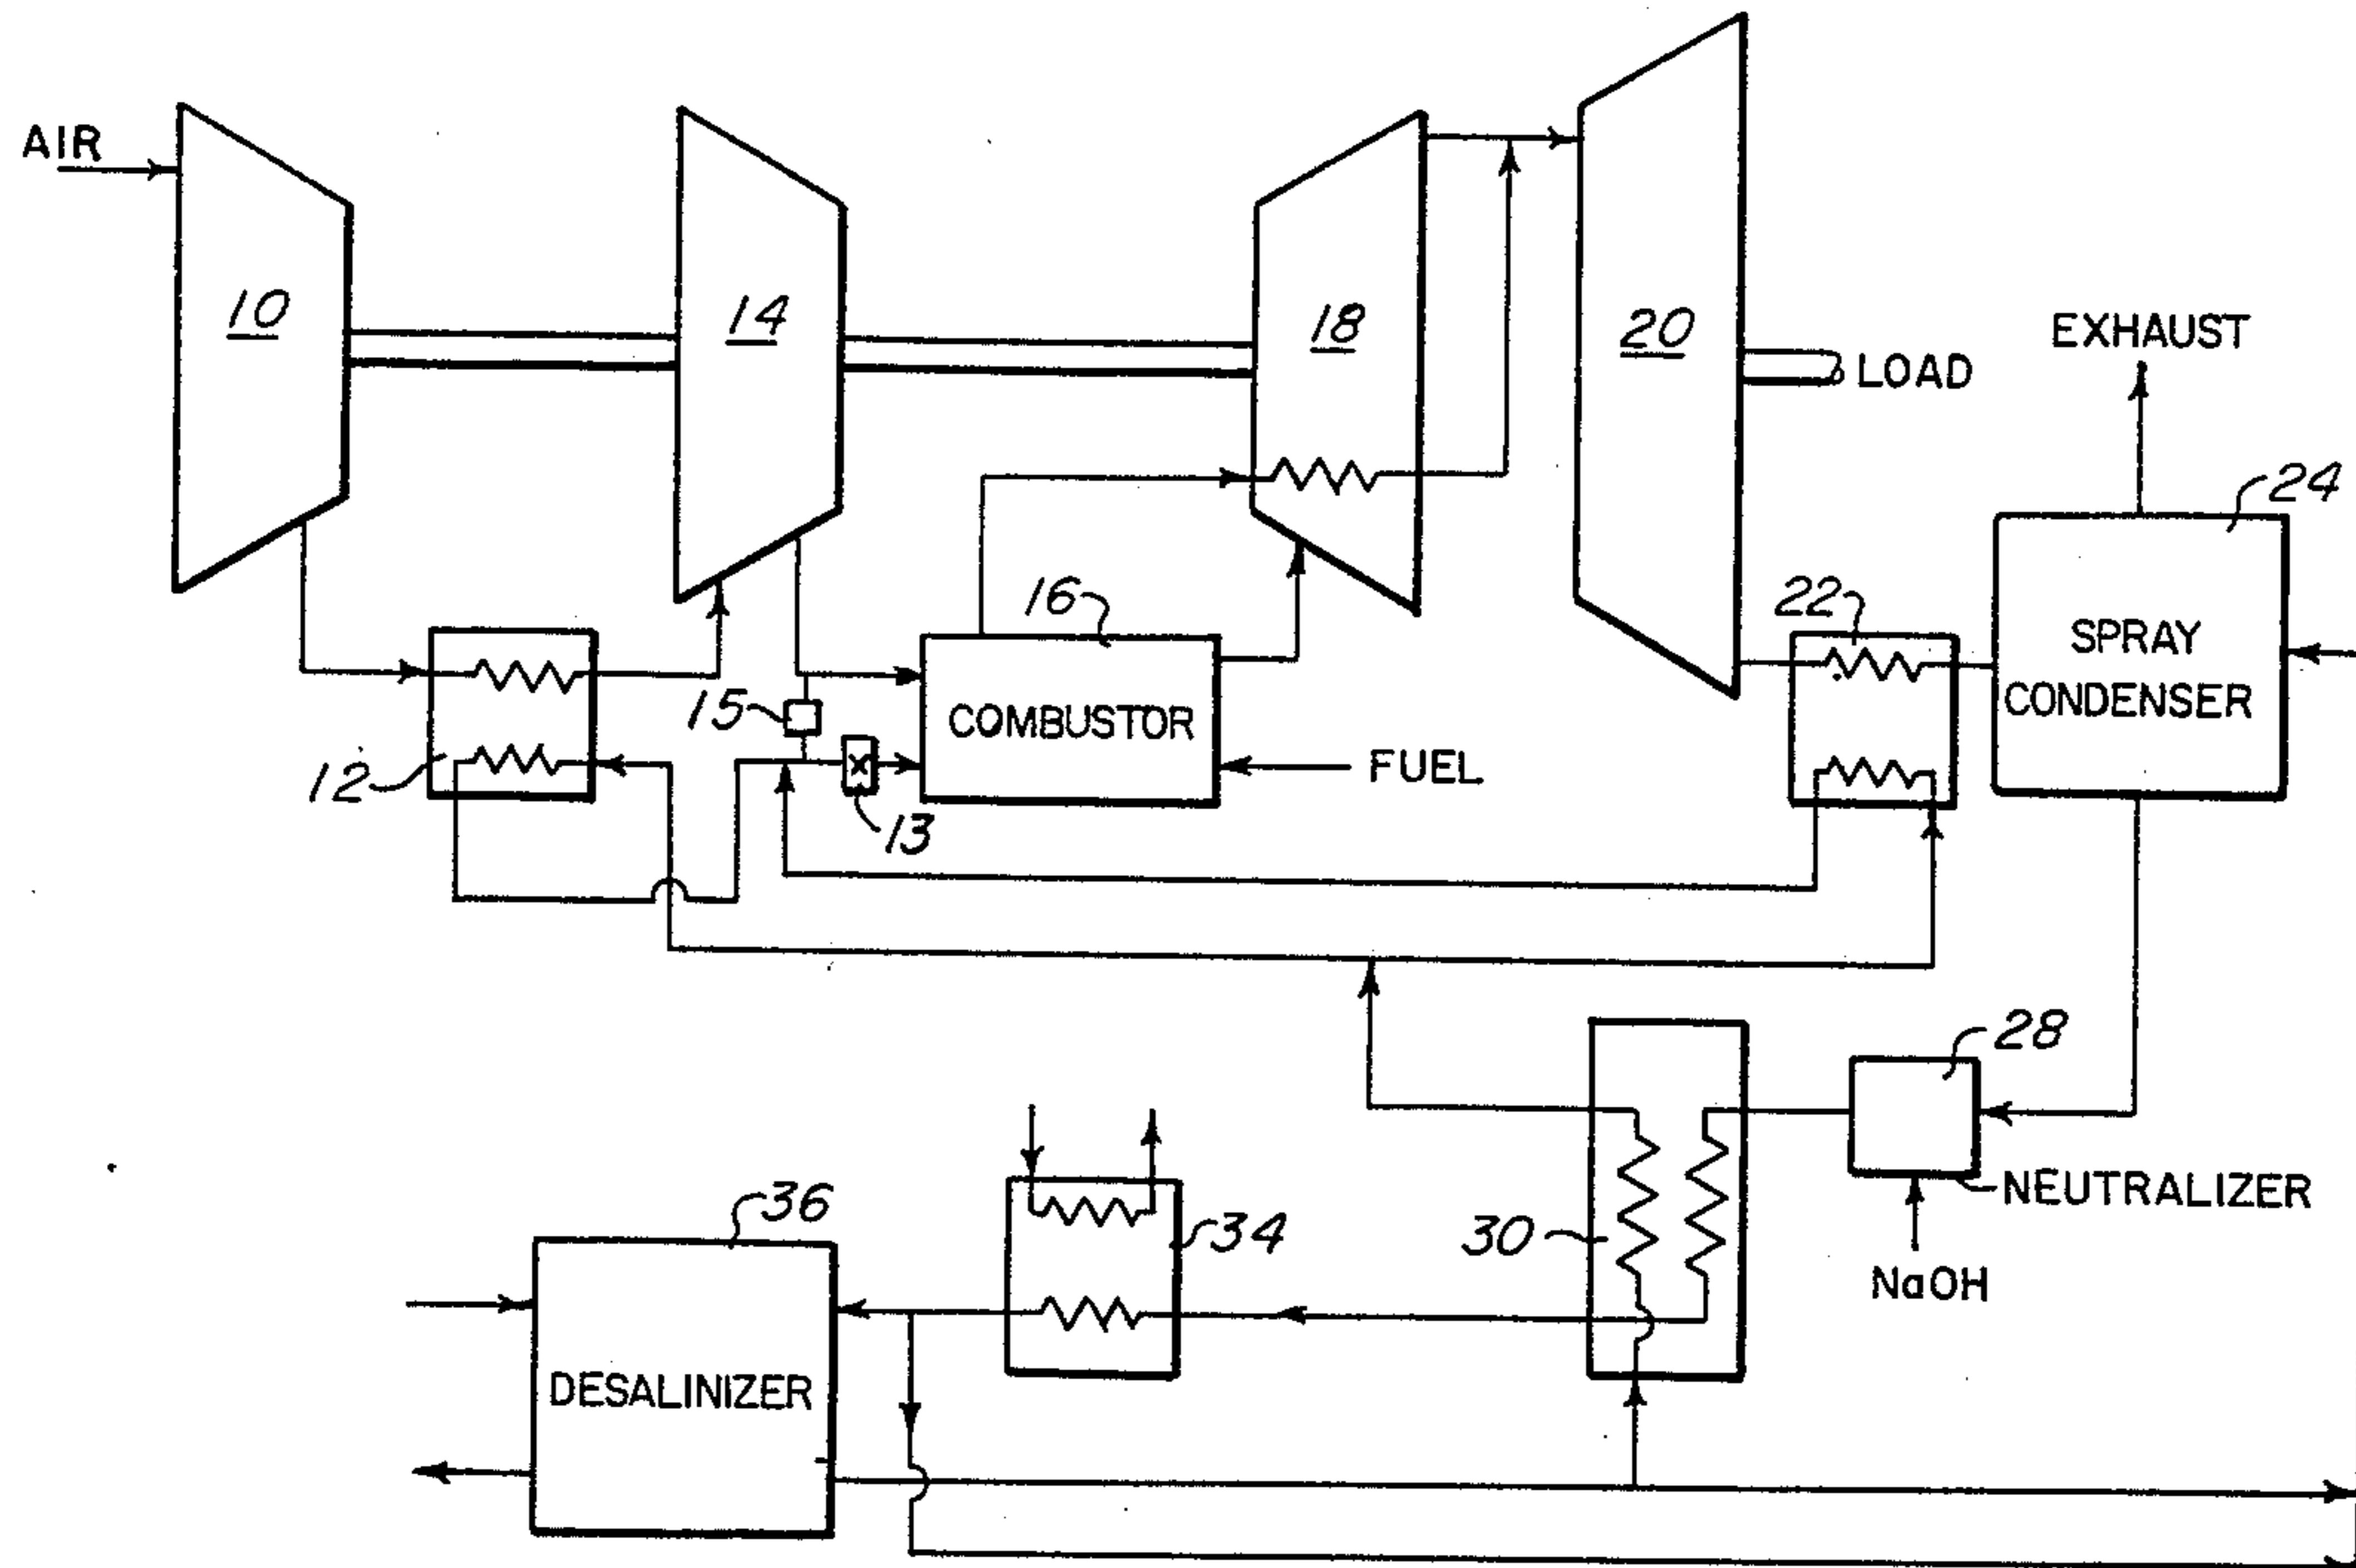 AIR
10
14
18
20
EXHAUST
LOAD
24
16
22
SPRAY
CONDENSER
15
COMBUSTOR
FUEL
12
13
28
NEUTRALIZER
NaOH
36
34
30
DESALINIZER